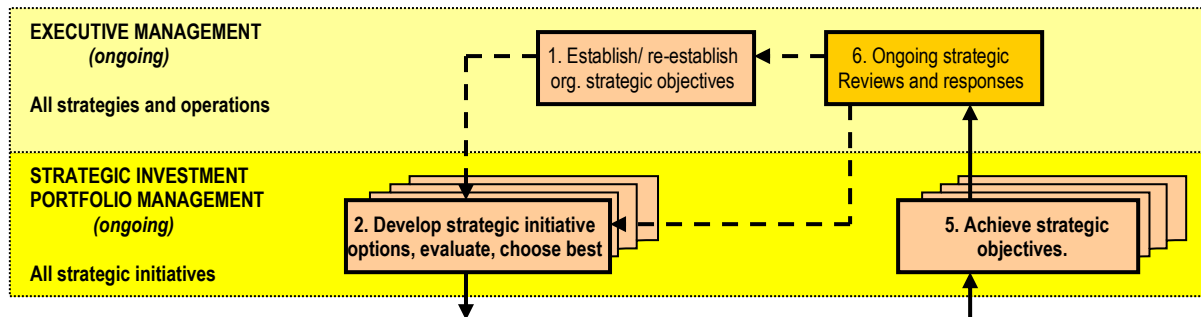 EXECUTIVE MANAGEMENT
(ongoing)
All strategies and operations
1. Establish/ re-establish
org. strategic objectives
6. Ongoing strategic
Reviews and responses
STRATEGIC INVESTMENT
PORTFOLIO MANAGEMENT
(ongoing)
All strategic initiatives
2. Develop strategic initiative
options, evaluate, choose best
5. Achieve strategic
objectives.